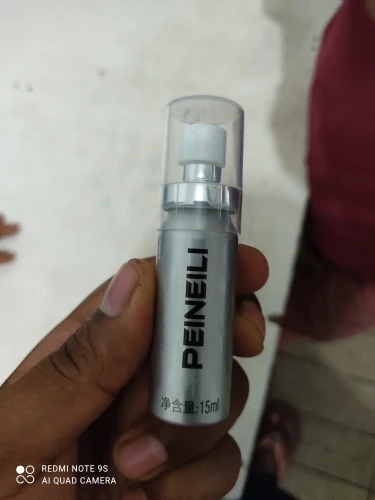 PEINEILI
净含量:15ml
REDMI NOTE 9S
AI QUAD CAMERA